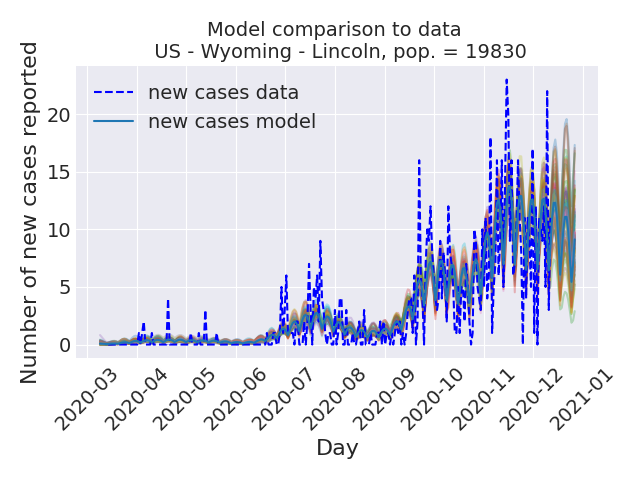 Model comparison to data
US - Wyoming - Lincoln, pop. = 19830
Number of new cases reported
new cases data
new cases model
20
15
10
5
0
2020-03
2020-04
2020-05
2020-06
2020-07
2020-08
2020-09
2020-10
2020-11
2020-12
2021-01
Day